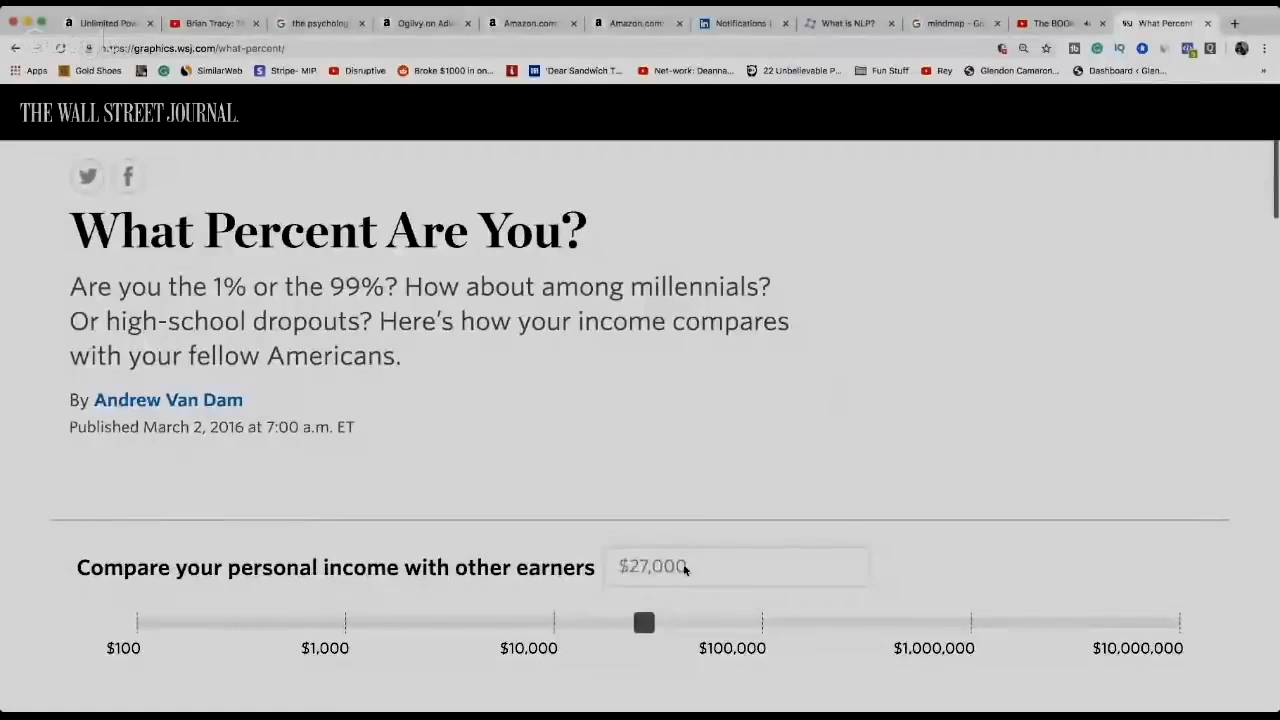 Unlimited Pow
Brian Tracy: T
the psycholog
Ogilvy on Adv
Amazon.com
Amazon.com
Notifications |
What is NLP?
mindmap - Go
The BOOK
What Percent
https://graphics.wsj.com/what-percent/
Apps
Gold Shoes
SimilarWeb
Stripe- MIP
Disruptive
Broke $1000 in on...
'Dear Sandwich T...
Net-work: Deanna...
22 Unbelievable P...
Fun Stuff
Rey
Glendon Cameron...
Dashboard ‹ Glen...
THE WALL STREET JOURNAL.
What Percent Are You?
Are you the 1% or the 99%? How about among millennials?
Or high-school dropouts? Here's how your income compares
with your fellow Americans.
By Andrew Van Dam
Published March 2, 2016 at 7:00 a.m. ET
Compare your personal income with other earners $27,000
$100 $1,000 $10,000 $100,000 $1,000,000 $10,000,000